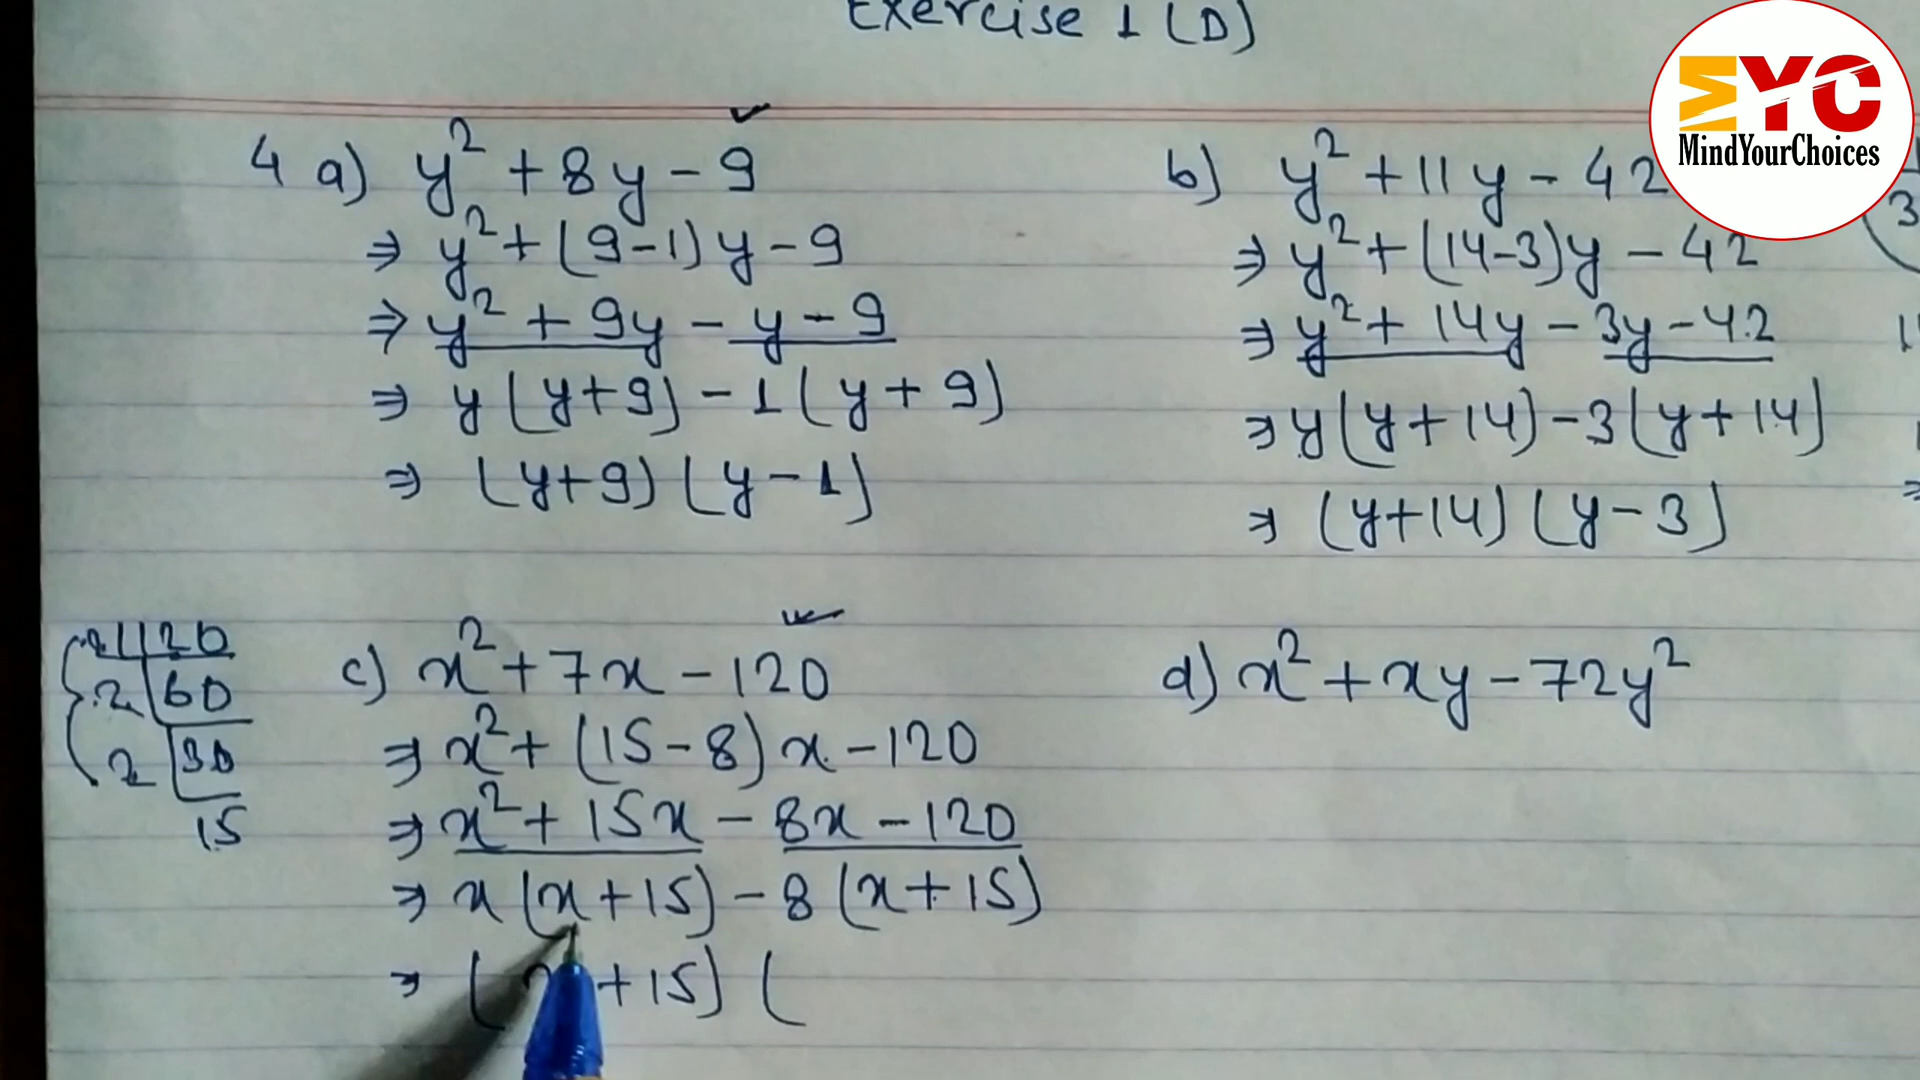 Exercise 1 (D)
MYC
MindYourChoices
4 a) y² + 8y - 9
⇒ y² + (9-1) y - 9
⇒ y² + 9y - y - 9
⇒ y (y+9) - 1 (y + 9)
⇒ (y+9) (y - 1)
b) y² + 11y - 42
⇒ y² + (14-3)y - 42
⇒ y² + 14y - 3y - 42
⇒ y (y + 14) - 3 (y + 14)
⇒ (y+14) (y - 3)
2 120
2 60
2 30
15
c) x² + 7x - 120
⇒ x² + (15 - 8) x - 120
⇒ x² + 15x - 8x - 120
⇒ x (x + 15) - 8 (x + 15)
⇒ ( + 15) (
d) x² + xy - 72y²